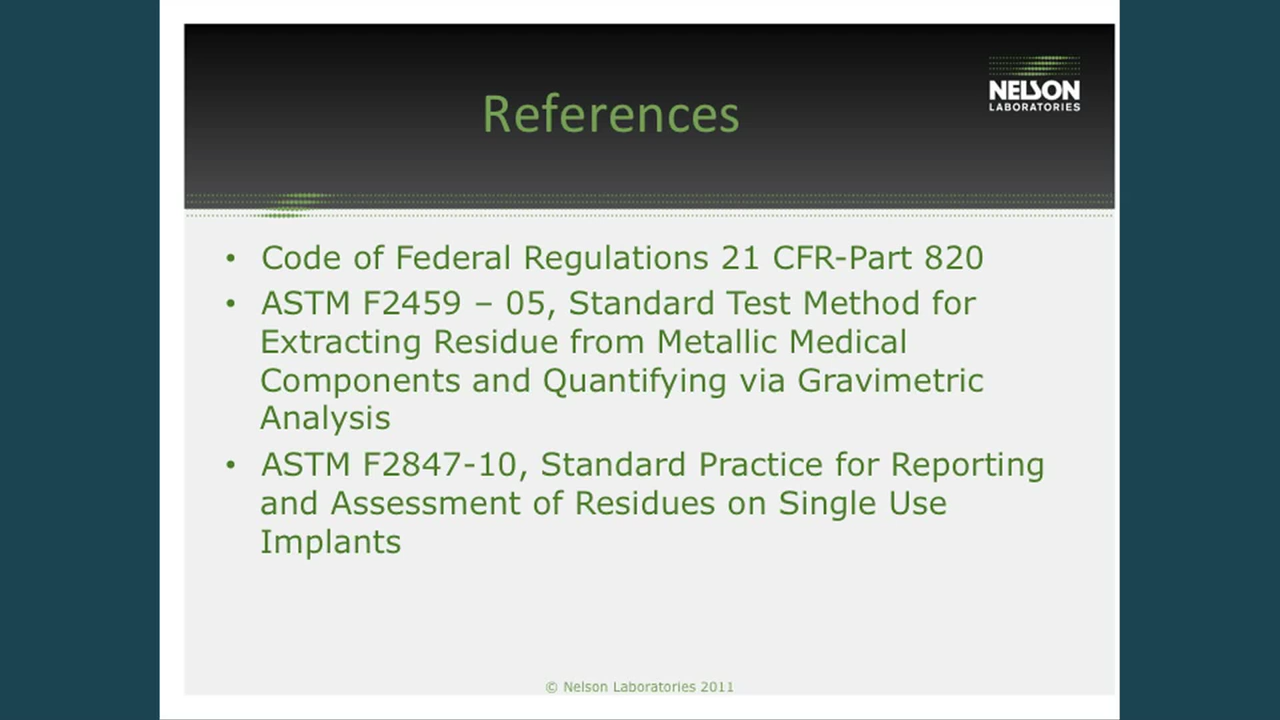 NELSON
LABORATORIES
References
• Code of Federal Regulations 21 CFR-Part 820
• ASTM F2459 – 05, Standard Test Method for
Extracting Residue from Metallic Medical
Components and Quantifying via Gravimetric
Analysis
• ASTM F2847-10, Standard Practice for Reporting
and Assessment of Residues on Single Use
Implants
© Nelson Laboratories 2011